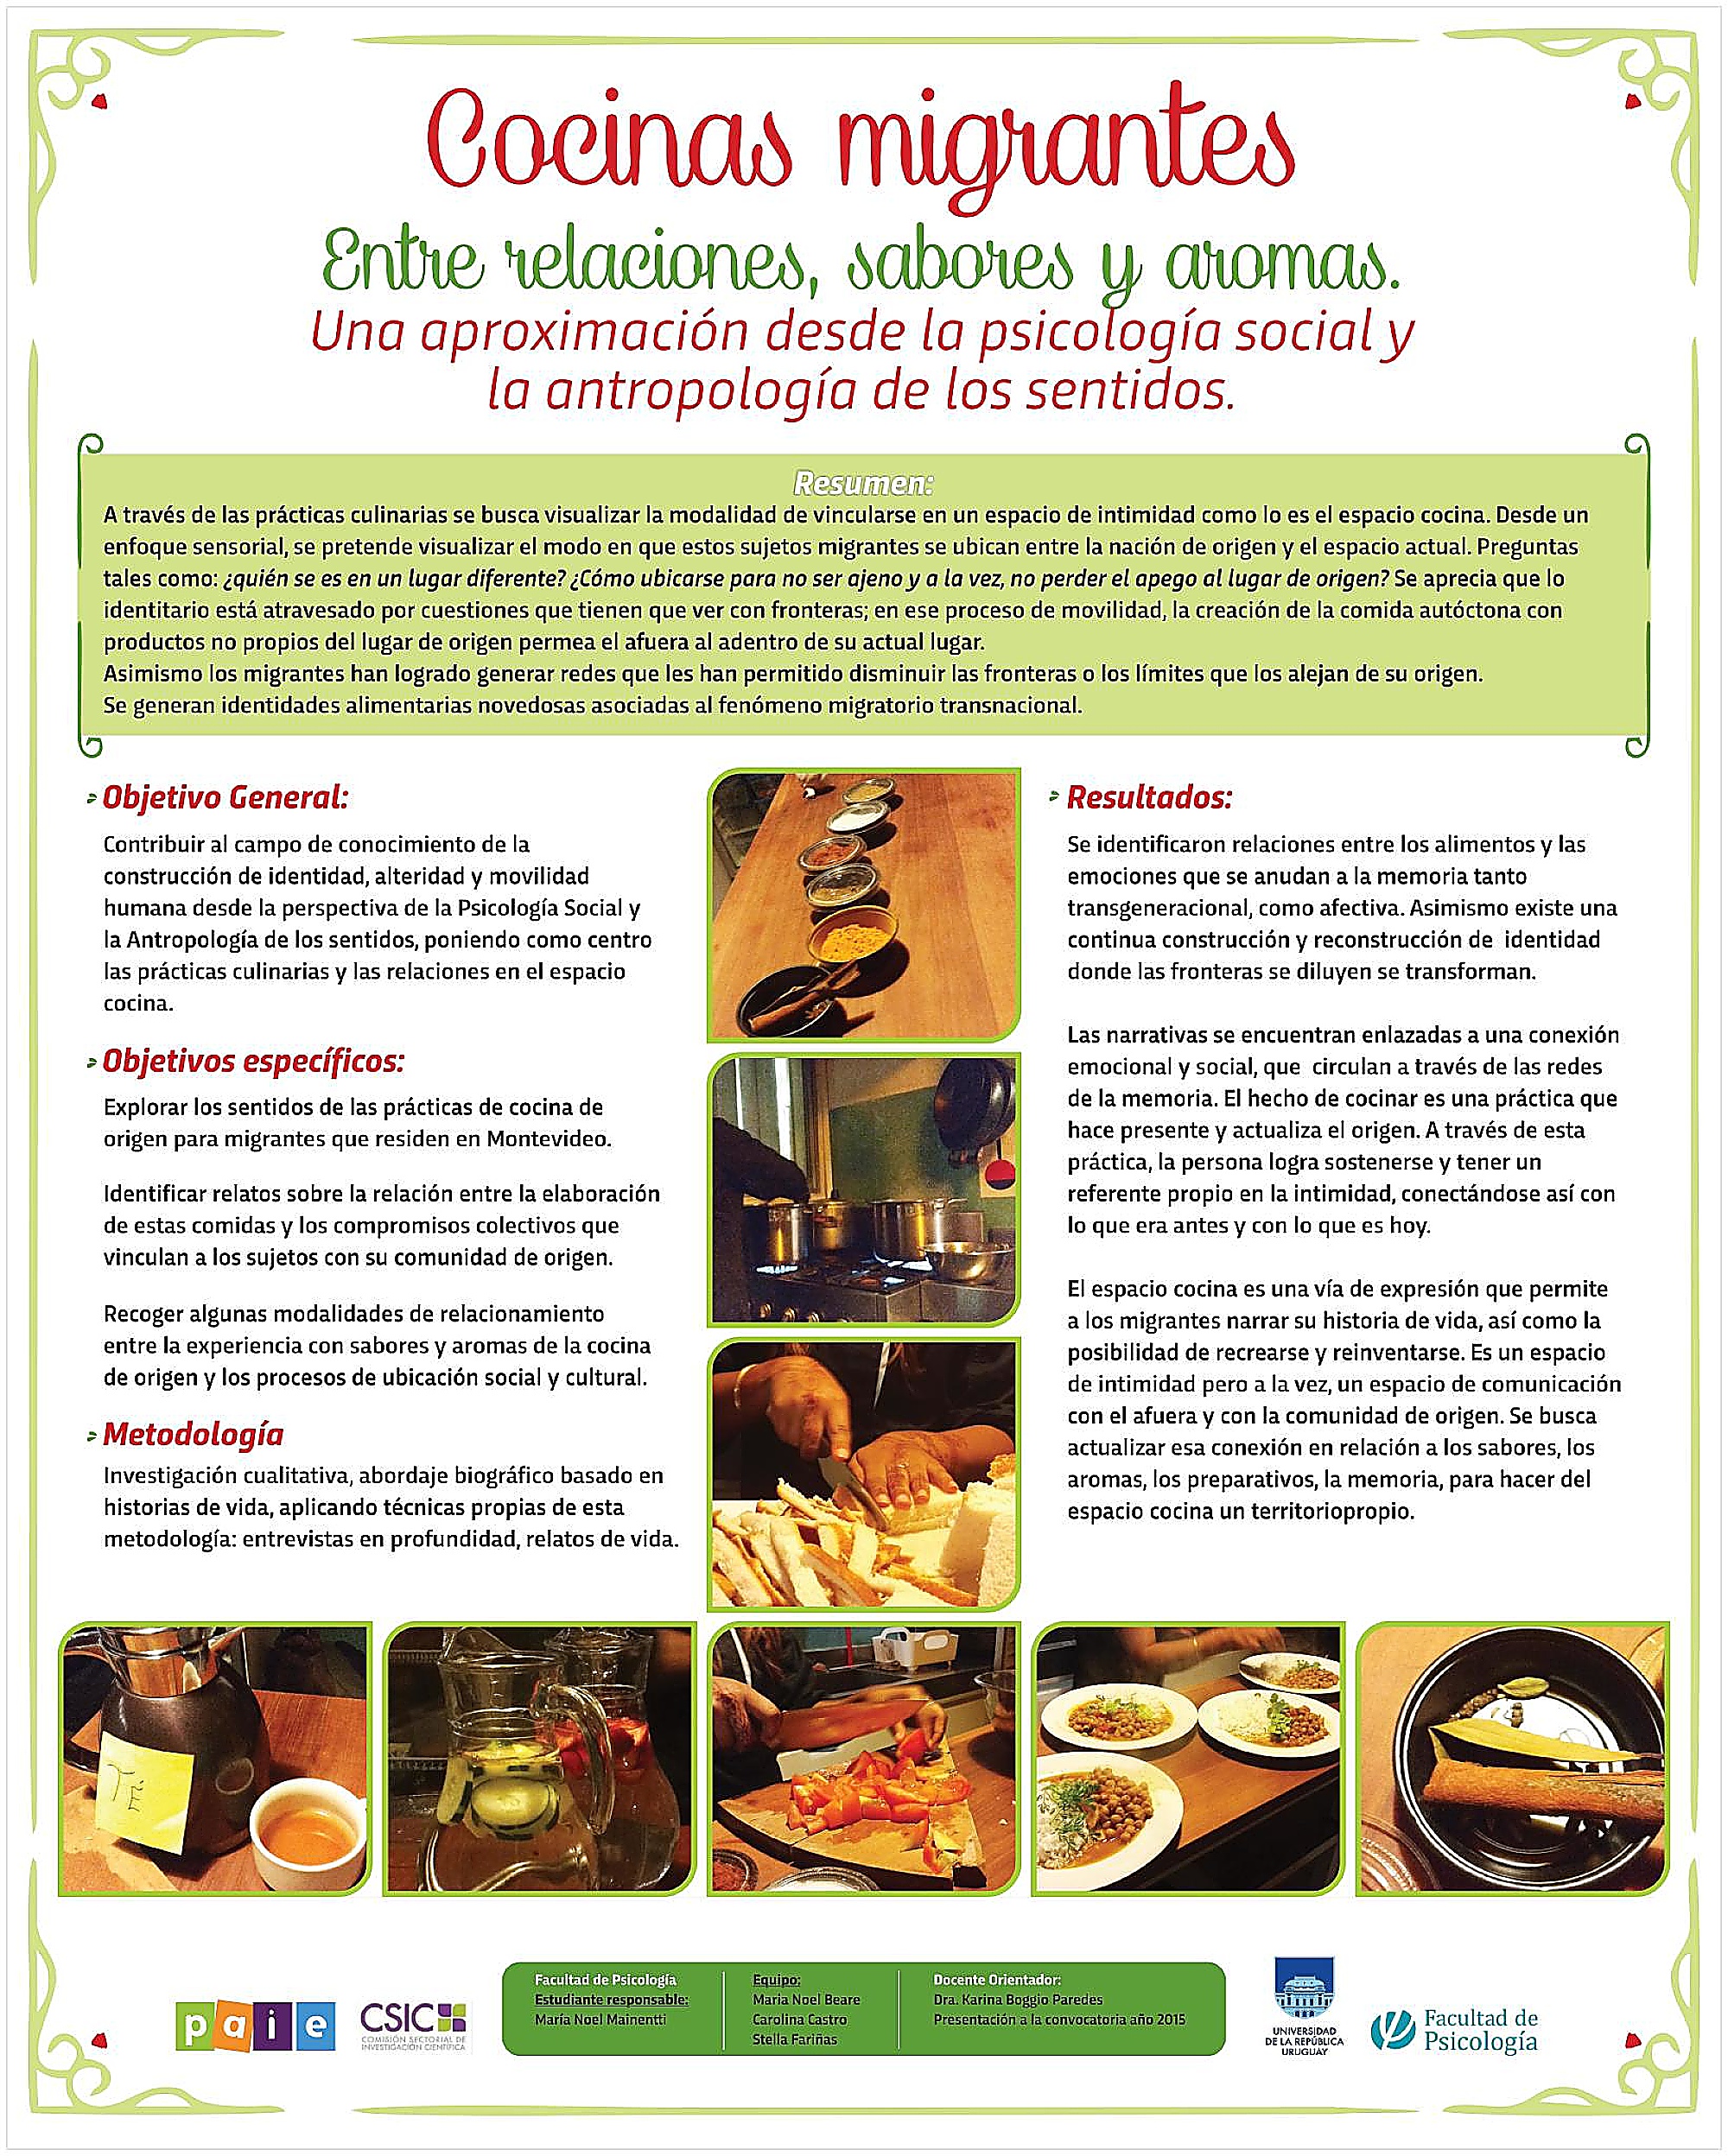 Cocinas migrantes
Entre relaciones, sabores y aromas.
Una aproximación desde la psicología social y
la antropología de los sentidos.
Resumen:
A través de las prácticas culinarias se busca visualizar la modalidad de vincularse en un espacio de intimidad como lo es el espacio cocina. Desde un
enfoque sensorial, se pretende visualizar el modo en que estos sujetos migrantes se ubican entre la nación de origen y el espacio actual. Preguntas
tales como: ¿quién se es en un lugar diferente? ¿Cómo ubicarse para no ser ajeno y a la vez, no perder el apego al lugar de origen? Se aprecia que lo
identitario está atravesado por cuestiones que tienen que ver con fronteras; en ese proceso de movilidad, la creación de la comida autóctona con
productos no propios del lugar de origen permea el afuera al adentro de su actual lugar.
Asimismo los migrantes han logrado generar redes que les han permitido disminuir las fronteras o los límites que los alejan de su origen.
Se generan identidades alimentarias novedosas asociadas al fenómeno migratorio transnacional.
Objetivo General:
Contribuir al campo de conocimiento de la
construcción de identidad, alteridad y movilidad
humana desde la perspectiva de la Psicología Social y
la Antropología de los sentidos, poniendo como centro
las prácticas culinarias y las relaciones en el espacio
cocina.
Objetivos específicos:
Explorar los sentidos de las prácticas de cocina de
origen para migrantes que residen en Montevideo.
Identificar relatos sobre la relación entre la elaboración
de estas comidas y los compromisos colectivos que
vinculan a los sujetos con su comunidad de origen.
Recoger algunas modalidades de relacionamiento
entre la experiencia con sabores y aromas de la cocina
de origen y los procesos de ubicación social y cultural.
Metodología
Investigación cualitativa, abordaje biográfico basado en
historias de vida, aplicando técnicas propias de esta
metodología: entrevistas en profundidad, relatos de vida.
Resultados:
Se identificaron relaciones entre los alimentos y las
emociones que se anudan a la memoria tanto
transgeneracional, como afectiva. Asimismo existe una
continua construcción y reconstrucción de identidad
donde las fronteras se diluyen se transforman.
Las narrativas se encuentran enlazadas a una conexión
emocional y social, que circulan a través de las redes
de la memoria. El hecho de cocinar es una práctica que
hace presente y actualiza el origen. A través de esta
práctica, la persona logra sostenerse y tener un
referente propio en la intimidad, conectándose así con
lo que era antes y con lo que es hoy.
El espacio cocina es una vía de expresión que permite
a los migrantes narrar su historia de vida, así como la
posibilidad de recrearse y reinventarse. Es un espacio
de intimidad pero a la vez, un espacio de comunicación
con el afuera y con la comunidad de origen. Se busca
actualizar esa conexión en relación a los sabores, los
aromas, los preparativos, la memoria, para hacer del
espacio cocina un territoriopropio.
TÉ
paie
CSIC
COMISIÓN SECTORIAL DE
INVESTIGACIÓN CIENTÍFICA
Facultad de Psicología
Estudiante responsable:
María Noel Mainentti
Equipo:
Maria Noel Beare
Carolina Castro
Stella Fariñas
Docente Orientador:
Dra. Karina Boggio Paredes
Presentación a la convocatoria año 2015
UNIVERSIDAD
DE LA REPÚBLICA
URUGUAY
Facultad de
Psicología